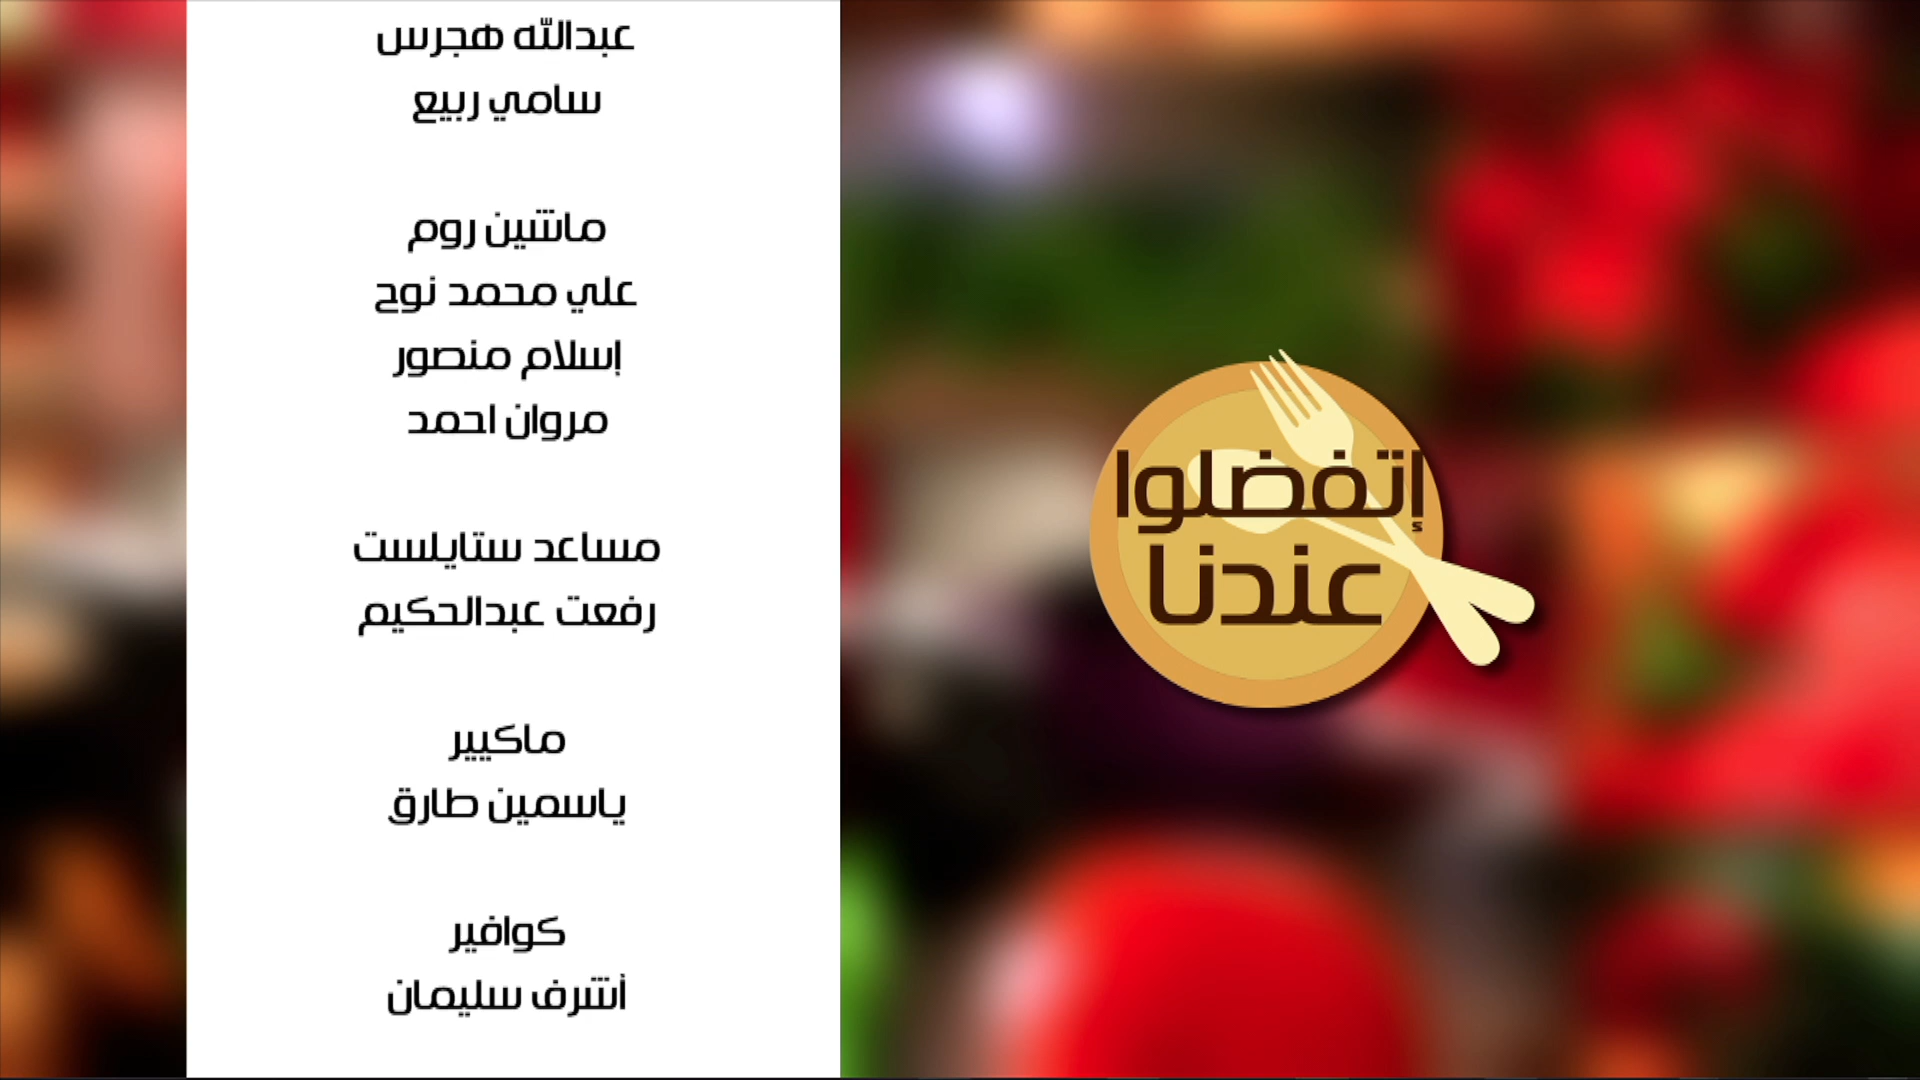 عبدالله هجرس
سامي ربيع
ماشين روم
علي محمد نوح
إسلام منصور
مروان احمد
مساعد ستايلست
رفعت عبدالحكيم
ماكيير
ياسمين طارق
كوافير
أشرف سليمان
إتفضلوا
عندنا